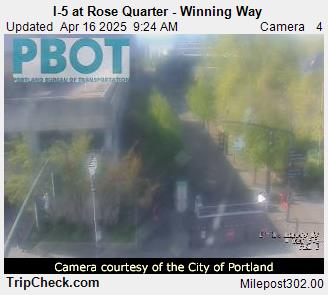 I-5 at Rose Quarter - Winning Way
Updated Apr 16 2025 9:24 AM Camera 4
PBOT
PORTLAND BUREAU OF TRANSPORTATION
Camera courtesy of the City of Portland
TripCheck.com Milepost302.00